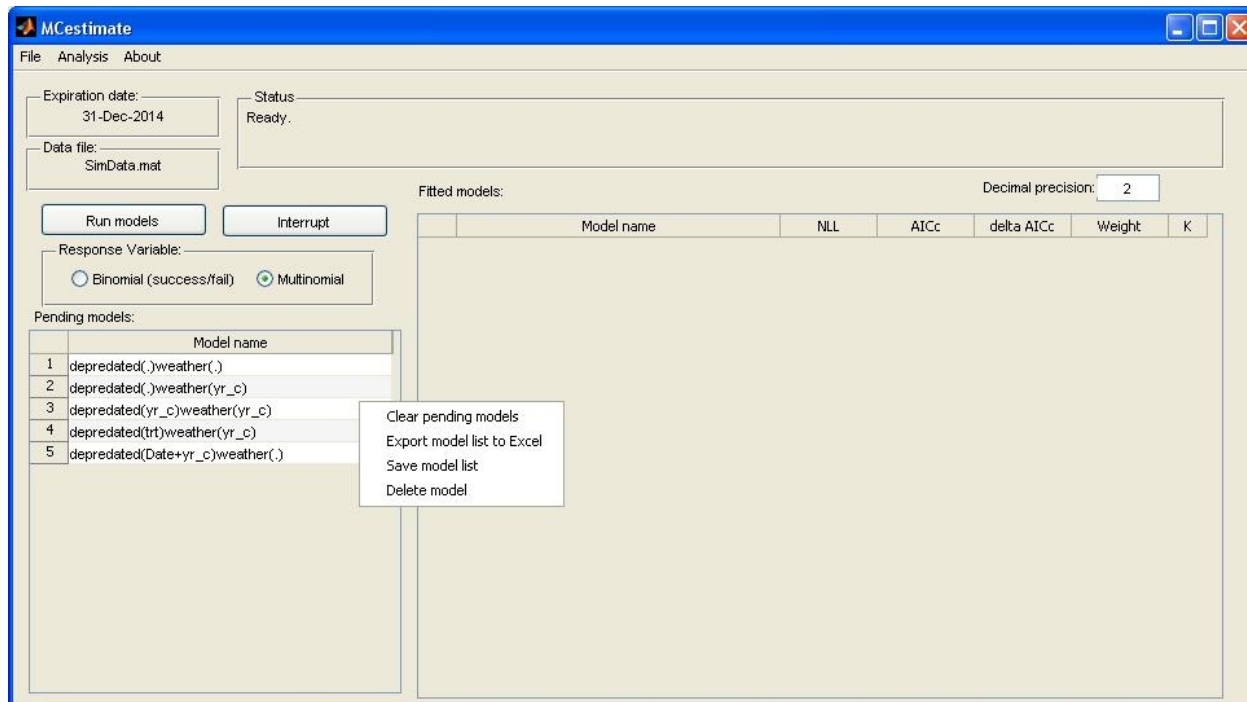 MCestimate
File Analysis About
Expiration date:
31-Dec-2014
Status
Ready.
Data file:
SimData.mat
Run models
Interrupt
Response Variable:
Binomial (success/fail)
Multinomial
Pending models:
Model name
1 depredated(.)weather(.)
2 depredated(.)weather(yr_c)
3 depredated(yr_c)weather(yr_c)
4 depredated(trt)weather(yr_c)
5 depredated(Date+yr_c)weather(.)
Clear pending models
Export model list to Excel
Save model list
Delete model
Fitted models:
Decimal precision: 2
Model name NLL AICc delta AICc Weight K